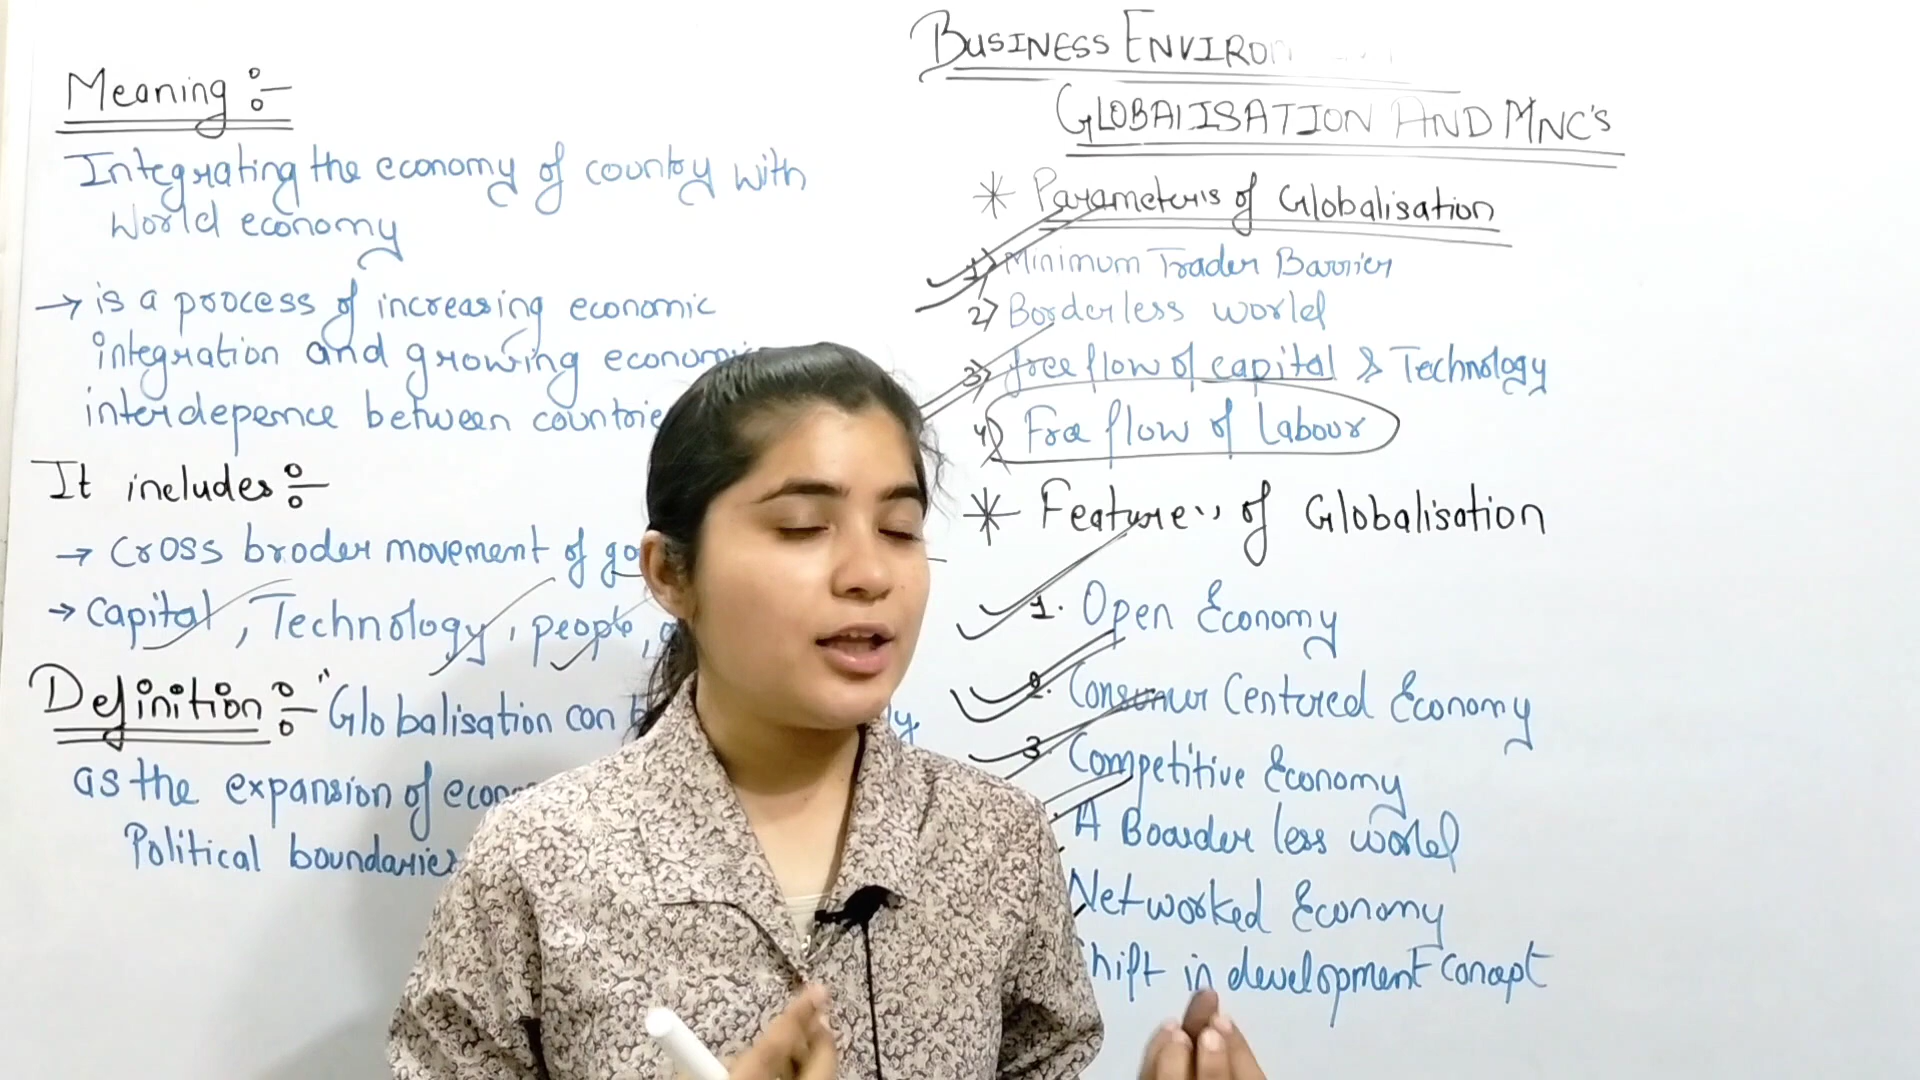 Meaning :-
Integrating the economy of country with
World economy
→ is a process of increasing economic
integration and growing
interdepernce between
It includes :-
→ Cross broder movement of
→ Capital, Technology, people,
Definition :- "Globalisation can
as the expansion of
Political boundaries
BUSINESS
GLOBALISATION AND MNC'S
* Parameters of Globalisation
1) Minimum Trader Barrier
2) Borderless world
3) free flow of capital & Technology
4) Free flow of Labour
* Features of Globalisation
1. Open Economy
2. Consumer Centered Economy
3. Competitive Economy
A Boarder less world
Networked Economy
in development Concept